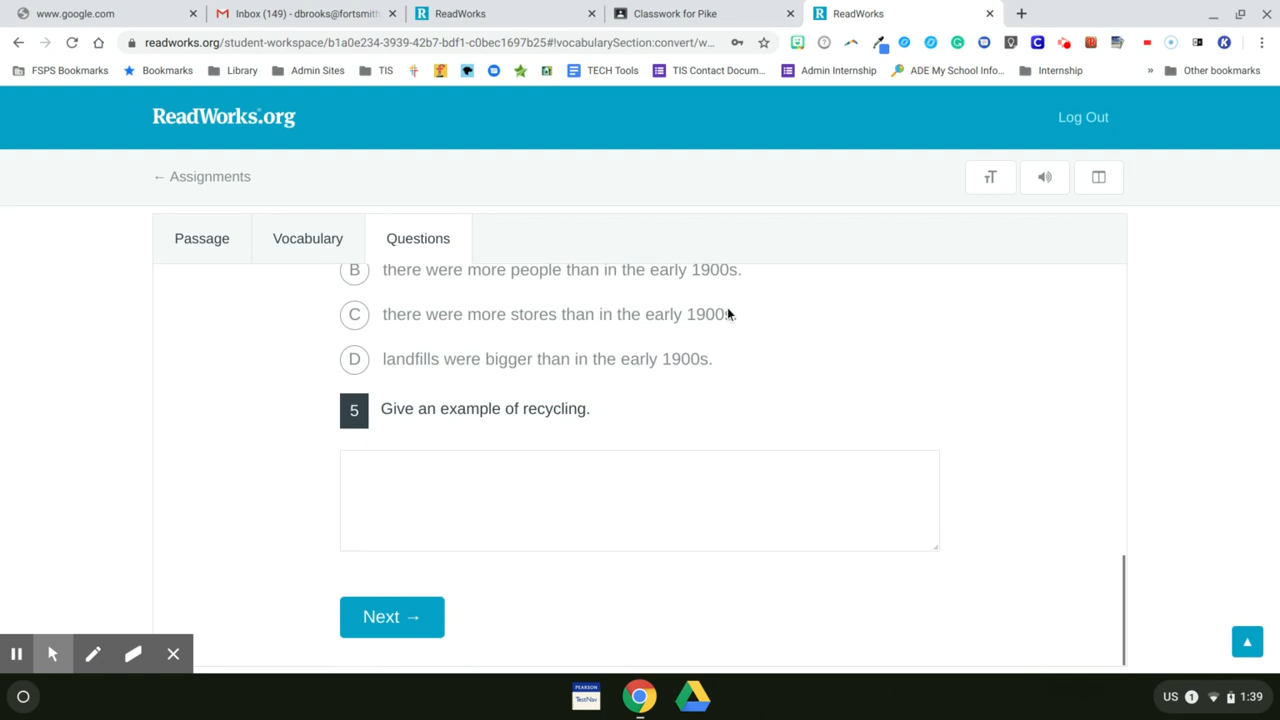 www.google.com
Inbox (149) - dbrooks@fortsmith
ReadWorks
Classwork for Pike
ReadWorks
readworks.org/student-workspace/b1a0e234-3939-42b7-bdf1-c0bec1697b25#!vocabularySection:convert/w...
FSPS Bookmarks
Bookmarks
Library
Admin Sites
TIS
TECH Tools
TIS Contact Docum...
Admin Internship
ADE My School Info...
Internship
»
Other bookmarks
ReadWorks.org
Log Out
← Assignments
Passage
Vocabulary
Questions
B there were more people than in the early 1900s.
C there were more stores than in the early 1900s.
D landfills were bigger than in the early 1900s.
5 Give an example of recycling.
Next →
PEARSON
TestNav
US 1 1:39